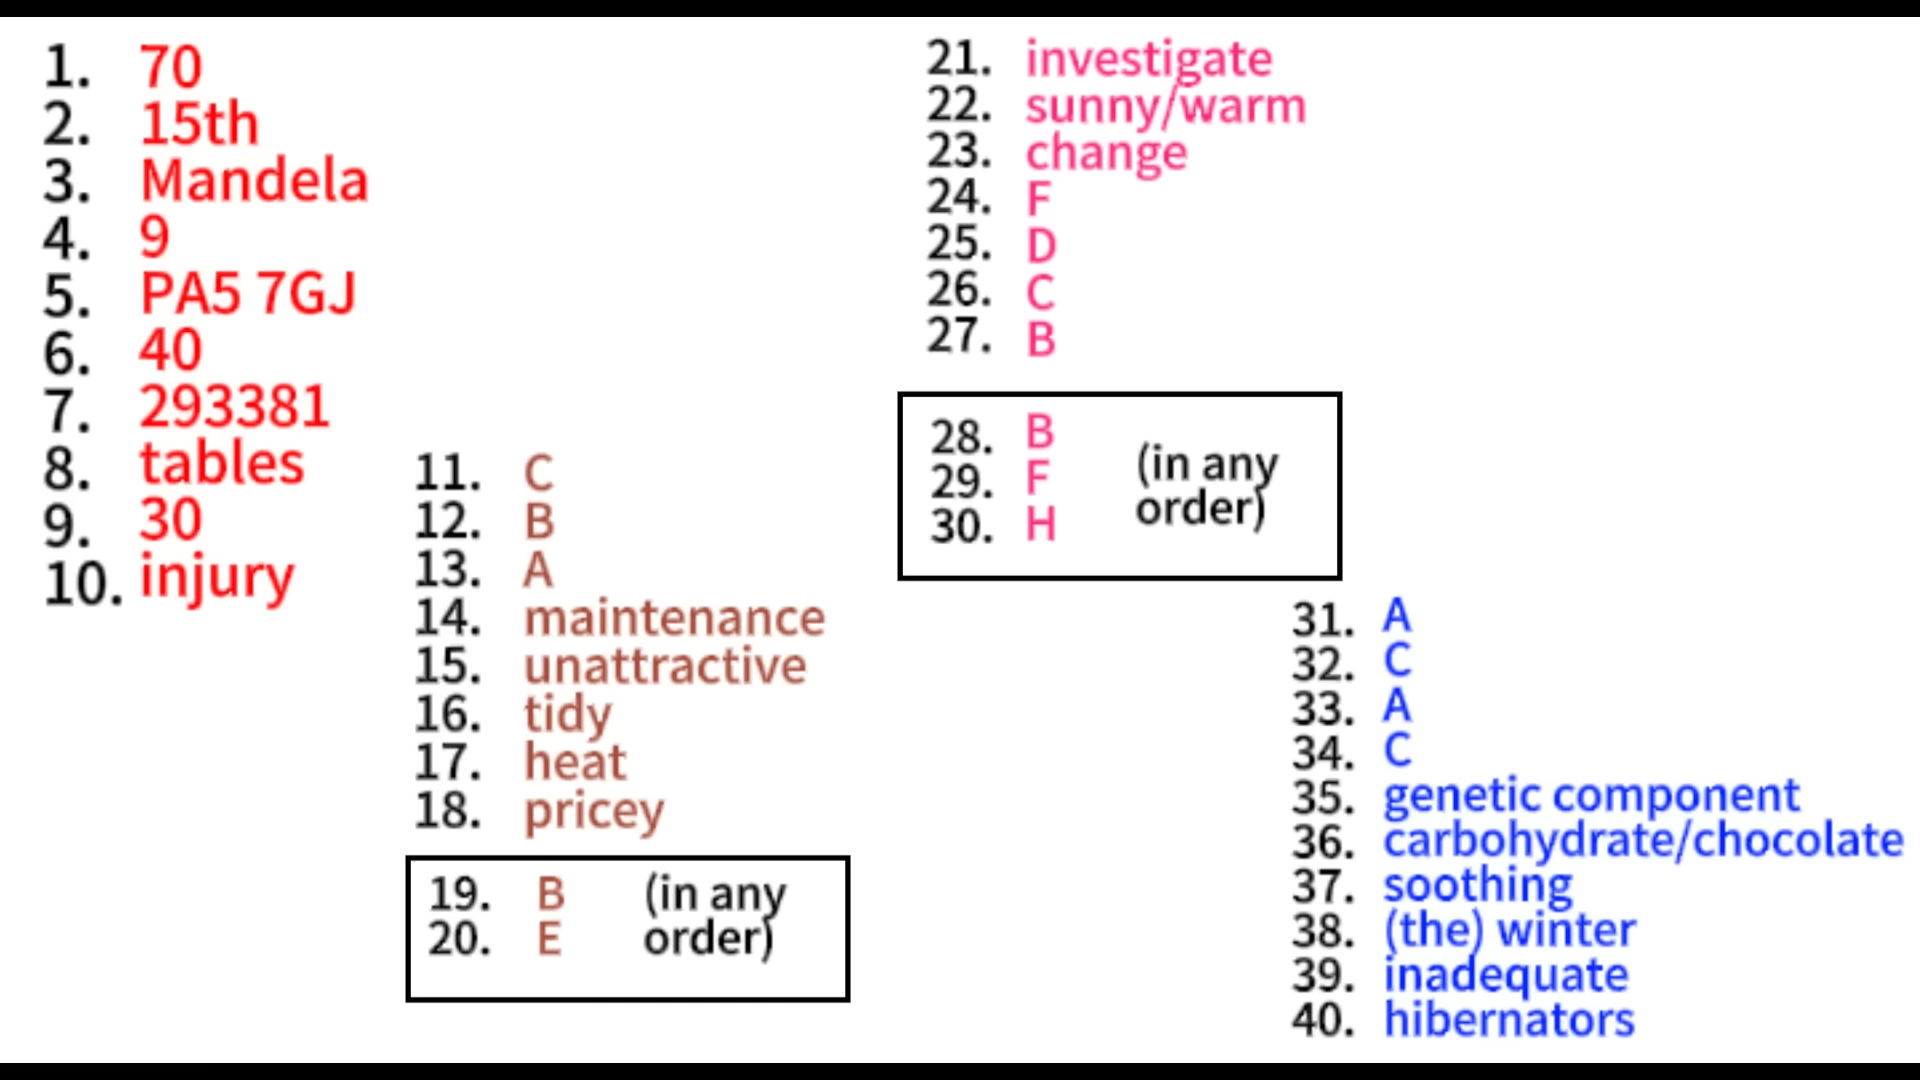 1. 70
2. 15th
3. Mandela
4. 9
5. PA5 7GJ
6. 40
7. 293381
8. tables
9. 30
10. injury
11. C
12. B
13. A
14. maintenance
15. unattractive
16. tidy
17. heat
18. pricey
19. B
20. E
(in any
order)
21. investigate
22. sunny/warm
23. change
24. F
25. D
26. C
27. B
28. B
29. F
30. H
(in any
order)
31. A
32. C
33. A
34. C
35. genetic component
36. carbohydrate/chocolate
37. soothing
38. (the) winter
39. inadequate
40. hibernators